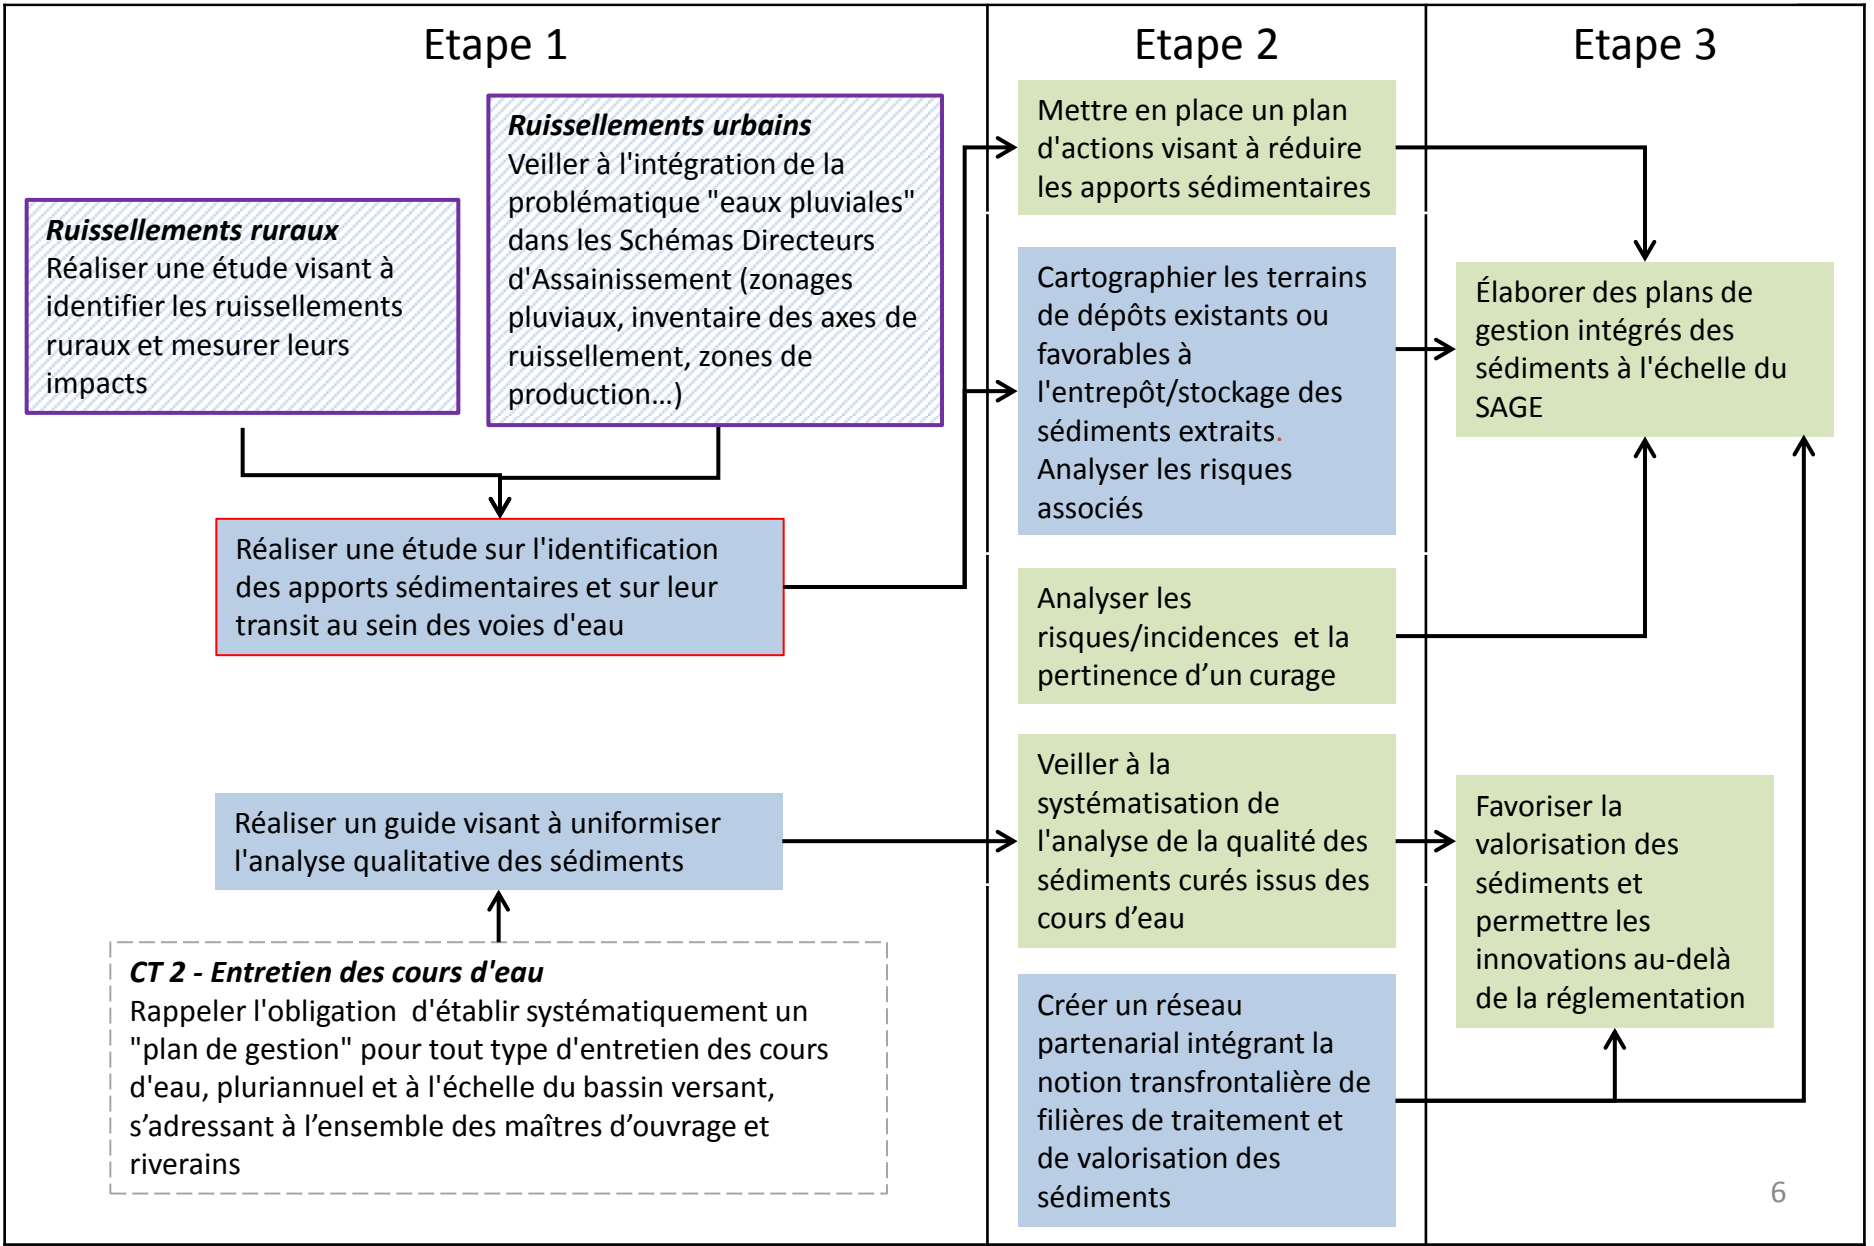 Etape 1
Ruissellements ruraux
Réaliser une étude visant à
identifier les ruissellements
ruraux et mesurer leurs
impacts
Ruissellements urbains
Veiller à l'intégration de la
problématique "eaux pluviales"
dans les Schémas Directeurs
d'Assainissement (zonages
pluviaux, inventaire des axes de
ruissellement, zones de
production...)
Réaliser une étude sur l'identification
des apports sédimentaires et sur leur
transit au sein des voies d'eau
Réaliser un guide visant à uniformiser
l'analyse qualitative des sédiments
CT 2 - Entretien des cours d'eau
Rappeler l'obligation  d'établir systématiquement un
"plan de gestion" pour tout type d'entretien des cours
d'eau, pluriannuel et à l'échelle du bassin versant,
s’adressant à l’ensemble des maîtres d’ouvrage et
riverains
Etape 2
Mettre en place un plan
d'actions visant à réduire
les apports sédimentaires
Cartographier les terrains
de dépôts existants ou
favorables à
l'entrepôt/stockage des
sédiments extraits.
Analyser les risques
associés
Analyser les
risques/incidences  et la
pertinence d’un curage
Veiller à la
systématisation de
l'analyse de la qualité des
sédiments curés issus des
cours d’eau
Créer un réseau
partenarial intégrant la
notion transfrontalière de
filières de traitement et
de valorisation des
sédiments
Etape 3
Élaborer des plans de
gestion intégrés des
sédiments à l'échelle du
SAGE
Favoriser la
valorisation des
sédiments et
permettre les
innovations au-delà
de la réglementation
6